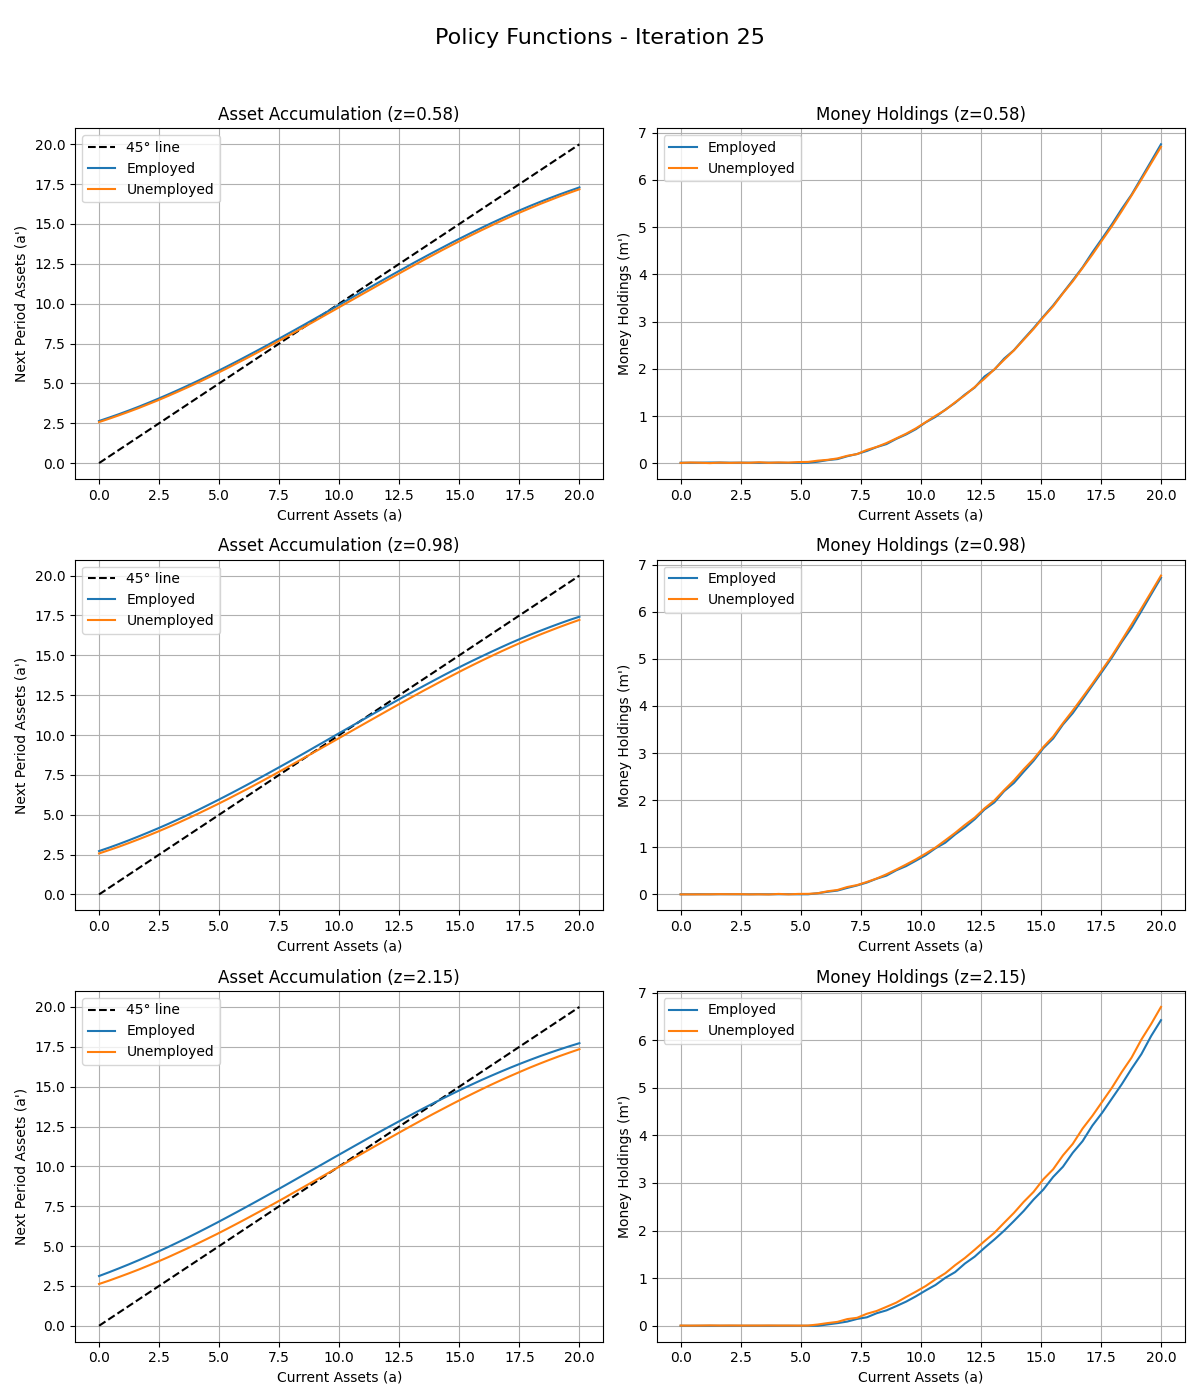 Policy Functions - Iteration 25
Asset Accumulation (z=0.58)
Next Period Assets (a')
20.0
17.5
15.0
12.5
10.0
7.5
5.0
2.5
0.0
45° line
Employed
Unemployed
0.0 2.5 5.0 7.5 10.0 12.5 15.0 17.5 20.0
Current Assets (a)
Money Holdings (z=0.58)
Money Holdings (m')
7
6
5
4
3
2
1
0
Employed
Unemployed
0.0 2.5 5.0 7.5 10.0 12.5 15.0 17.5 20.0
Current Assets (a)
Asset Accumulation (z=0.98)
Next Period Assets (a')
20.0
17.5
15.0
12.5
10.0
7.5
5.0
2.5
0.0
45° line
Employed
Unemployed
0.0 2.5 5.0 7.5 10.0 12.5 15.0 17.5 20.0
Current Assets (a)
Money Holdings (z=0.98)
Money Holdings (m')
7
6
5
4
3
2
1
0
Employed
Unemployed
0.0 2.5 5.0 7.5 10.0 12.5 15.0 17.5 20.0
Current Assets (a)
Asset Accumulation (z=2.15)
Next Period Assets (a')
20.0
17.5
15.0
12.5
10.0
7.5
5.0
2.5
0.0
45° line
Employed
Unemployed
0.0 2.5 5.0 7.5 10.0 12.5 15.0 17.5 20.0
Current Assets (a)
Money Holdings (z=2.15)
Money Holdings (m')
7
6
5
4
3
2
1
0
Employed
Unemployed
0.0 2.5 5.0 7.5 10.0 12.5 15.0 17.5 20.0
Current Assets (a)